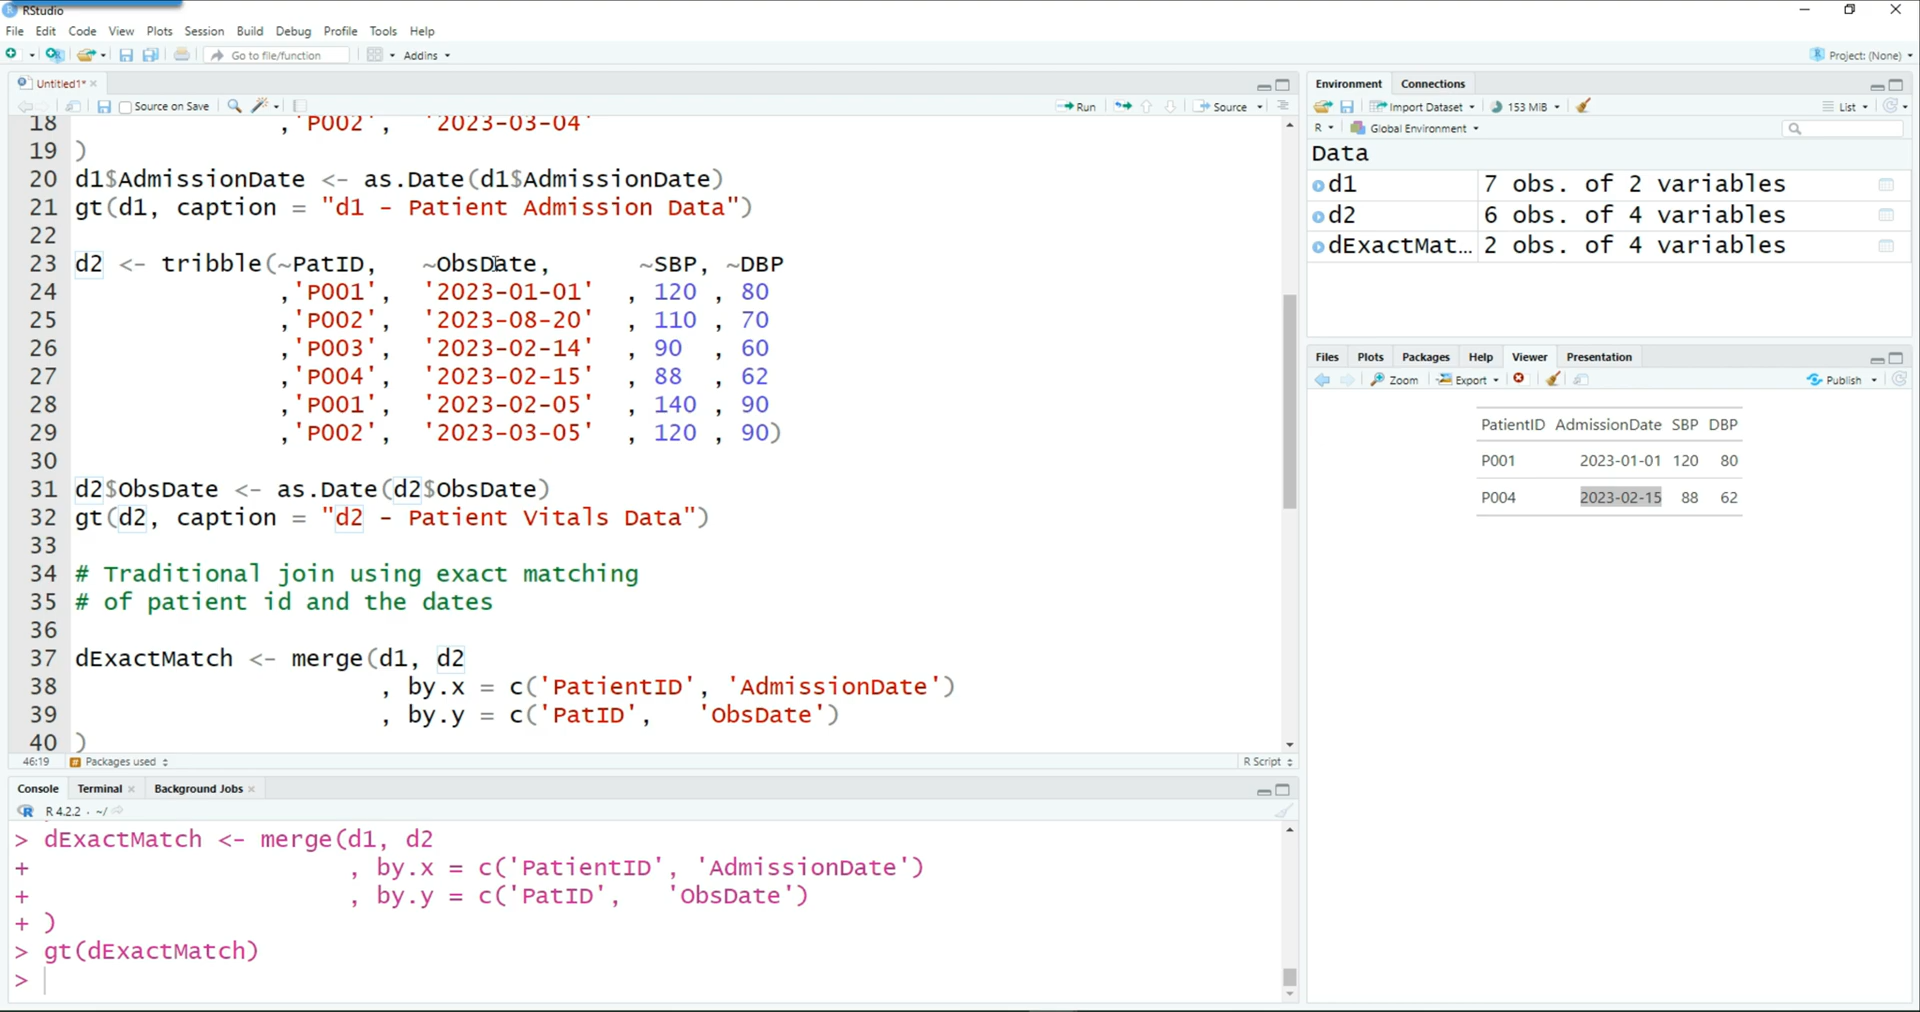 RStudio
File Edit Code View Plots Session Build Debug Profile Tools Help
Go to file/function Addins Project: (None)
Untitled1*
Source on Save Run Source
18 ,'P002', '2023-03-04'
19 )
20 d1$AdmissionDate <- as.Date(d1$AdmissionDate)
21 gt(d1, caption = "d1 - Patient Admission Data")
22
23 d2 <- tribble(~PatID, ~ObsDate, ~SBP, ~DBP
24 ,'P001', '2023-01-01' , 120 , 80
25 ,'P002', '2023-08-20' , 110 , 70
26 ,'P003', '2023-02-14' , 90 , 60
27 ,'P004', '2023-02-15' , 88 , 62
28 ,'P001', '2023-02-05' , 140 , 90
29 ,'P002', '2023-03-05' , 120 , 90)
30
31 d2$ObsDate <- as.Date(d2$ObsDate)
32 gt(d2, caption = "d2 - Patient Vitals Data")
33
34 # Traditional join using exact matching
35 # of patient id and the dates
36
37 dExactMatch <- merge(d1, d2
38 , by.x = c('PatientID', 'AdmissionDate')
39 , by.y = c('PatID', 'ObsDate')
40 )
46:19 # Packages used R Script
Console Terminal Background Jobs
R R 4.2.2 . ~/
> dExactMatch <- merge(d1, d2
+ , by.x = c('PatientID', 'AdmissionDate')
+ , by.y = c('PatID', 'ObsDate')
+ )
> gt(dExactMatch)
>
Environment Connections
Import Dataset 153 MiB List
R Global Environment
Data
d1 7 obs. of 2 variables
d2 6 obs. of 4 variables
dExactMat... 2 obs. of 4 variables
Files Plots Packages Help Viewer Presentation
Zoom Export Publish
PatientID AdmissionDate SBP DBP
P001 2023-01-01 120 80
P004 2023-02-15 88 62